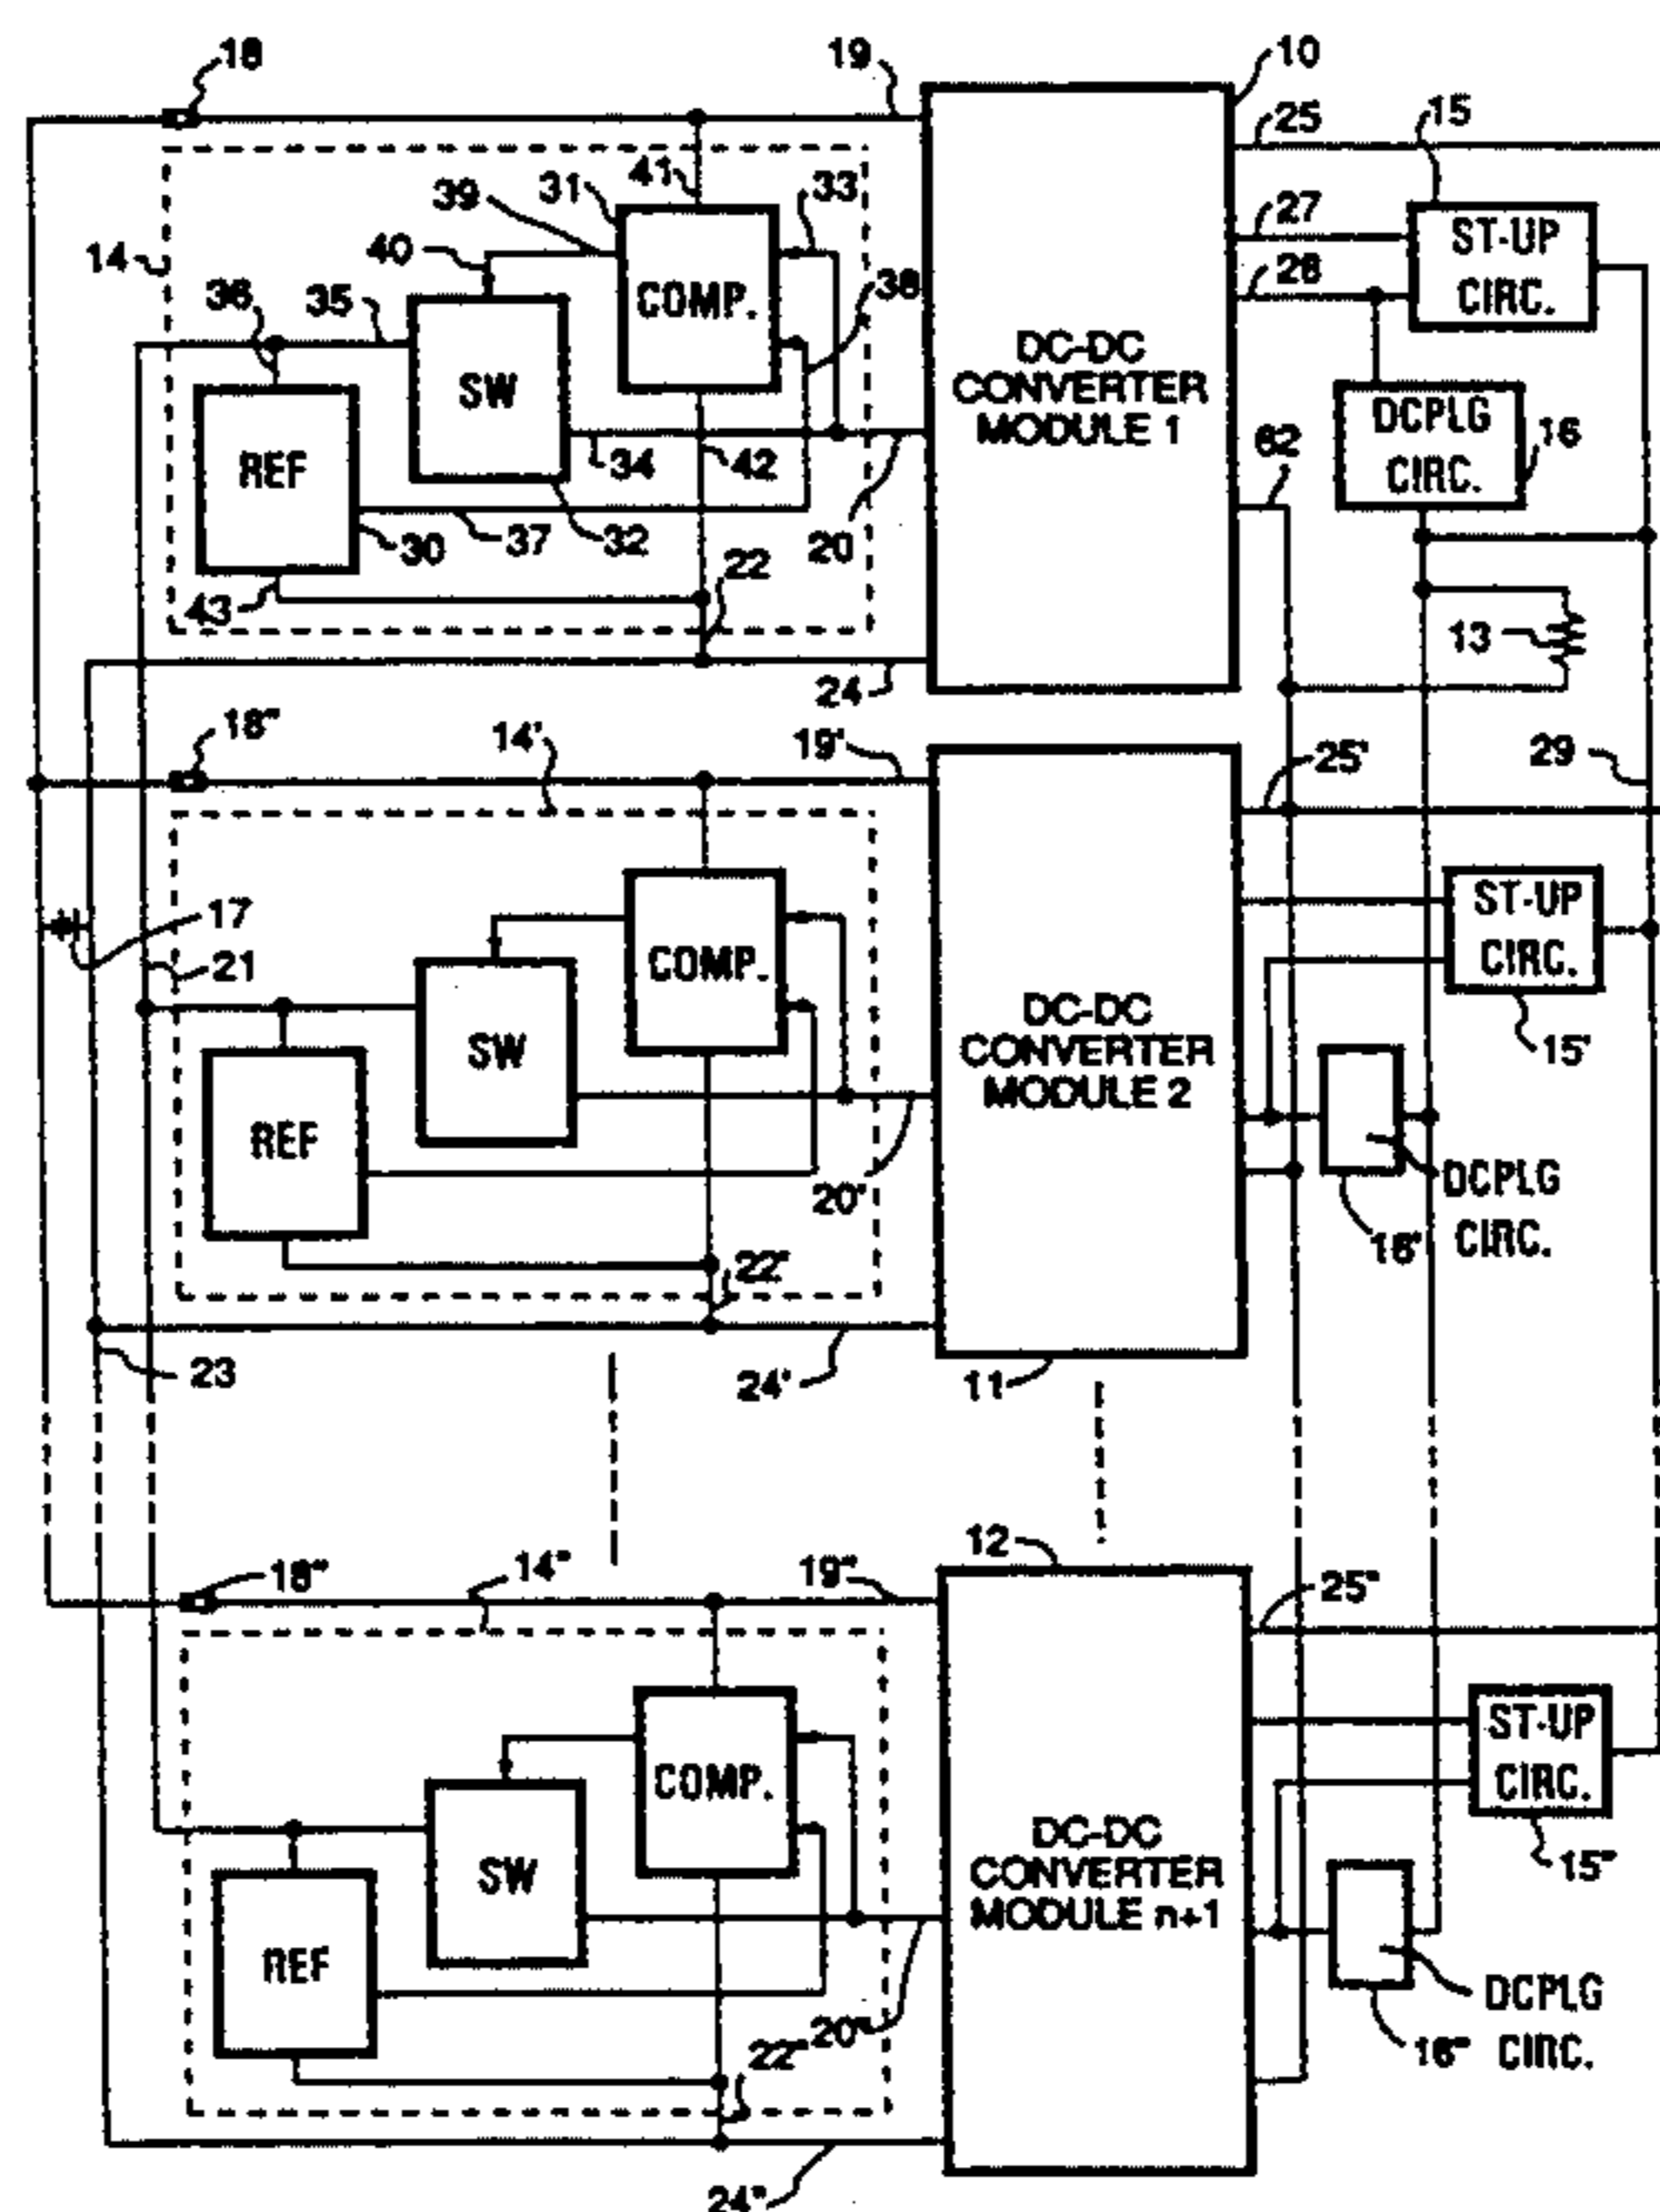 18
19
10
25
15
41
33
39
31
27
ST-UP
CIRC.
14
40
COMP.
38
26
36
35
DC-DC
CONVERTER
MODULE 1
SW
DCPLG
CIRC.
16
REF
34
42
62
30
37
32
20
22
43
13
24
18"
14'
19'
25'
29
17
COMP.
ST-UP
CIRC.
21
DC-DC
CONVERTER
MODULE 2
SW
15'
REF
20'
DCPLG
CIRC.
16'
22'
23
24'
11
12
18"
14"
19"
25"
COMP.
ST-UP
CIRC.
DC-DC
CONVERTER
MODULE n+1
SW
15"
REF
DCPLG
CIRC.
20"
22"
16"
24"